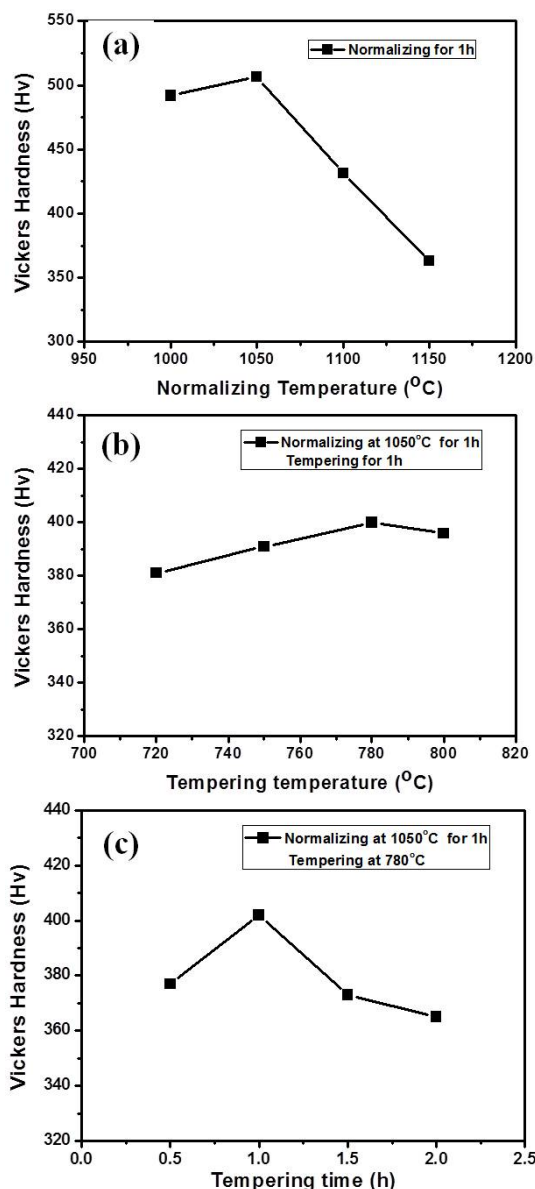 (a)
Normalizing for 1h
Vickers Hardness (Hv)
550
500
450
400
350
300
950 1000 1050 1100 1150 1200
Normalizing Temperature (°C)
(b)
Normalizing at 1050°C for 1h
Tempering for 1h
Vickers Hardness (Hv)
440
420
400
380
360
340
320
700 720 740 760 780 800 820
Tempering temperature (°C)
(c)
Normalizing at 1050°C for 1h
Tempering at 780°C
Vickers Hardness (Hv)
440
420
400
380
360
340
320
0.0 0.5 1.0 1.5 2.0 2.5
Tempering time (h)